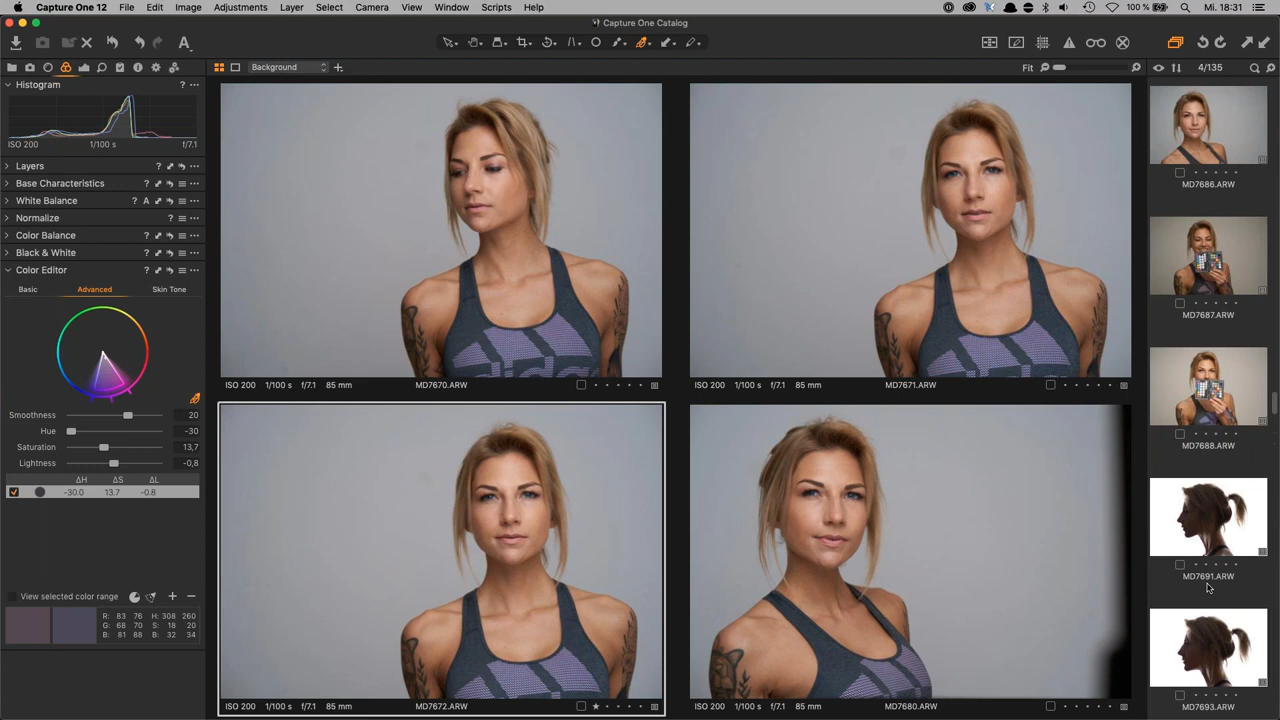 Capture One 12 File Edit Image Adjustments Layer Select Camera View Window Scripts Help 100 % Mi. 18:31
Capture One Catalog
A
Background Fit 4/135
Histogram ? ...
ISO 200 1/100 s f/7.1
Layers ?
Base Characteristics ?
White Balance ? A
Normalize ?
Color Balance ?
Black & White ?
Color Editor ?
Basic Advanced Skin Tone
Smoothness 20
Hue -30
Saturation 13,7
Lightness -0,8
ΔH ΔS ΔL
-30.0 13.7 -0.8
View selected color range
R: 83 76 H: 308 260
G: 68 70 S: 18 20
B: 81 88 B: 32 34
ISO 200 1/100 s f/7.1 85 mm MD7670.ARW
ISO 200 1/100 s f/7.1 85 mm MD7671.ARW
ISO 200 1/100 s f/7.1 85 mm MD7672.ARW
ISO 200 1/100 s f/7.1 85 mm MD7680.ARW
MD7686.ARW
MD7687.ARW
MD7688.ARW
MD7691.ARW
MD7693.ARW